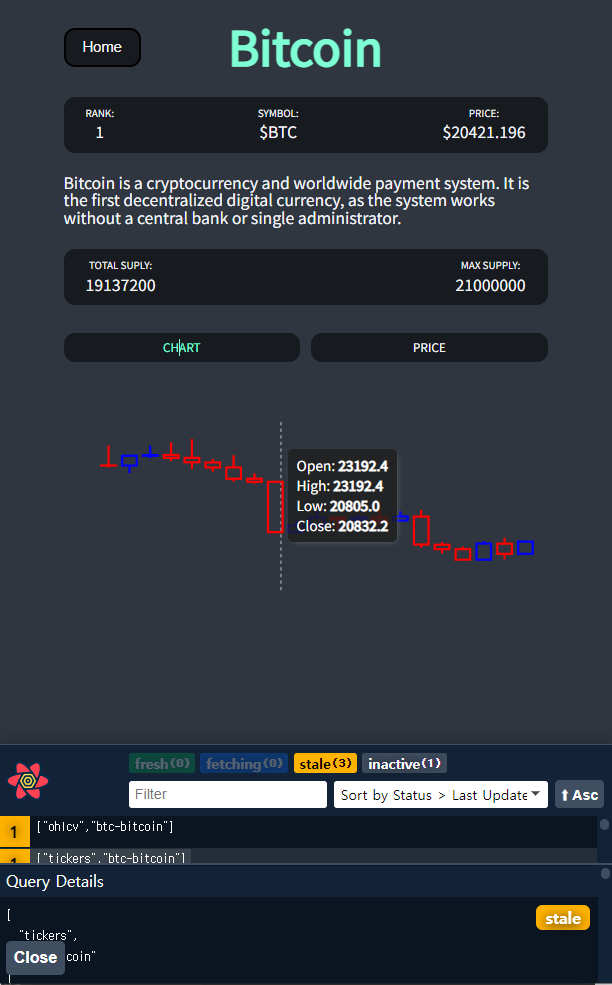 Home
Bitcoin
RANK:
SYMBOL:
PRICE:
1
$BTC
$20421.196
Bitcoin is a cryptocurrency and worldwide payment system. It is
the first decentralized digital currency, as the system works
without a central bank or single administrator.
TOTAL SUPLY:
MAX SUPPLY:
19137200
21000000
CHART
PRICE
Open: 23192.4
High: 23192.4
Low: 20805.0
Close: 20832.2
fresh(0) fetching(0) stale(3) inactive(1)
Filter
Sort by Status > Last Update
⬆ Asc
1 ["ohlcv","btc-bitcoin"]
1 ["tickers","btc-bitcoin"]
Query Details
[
stale
"tickers",
Close
coin"